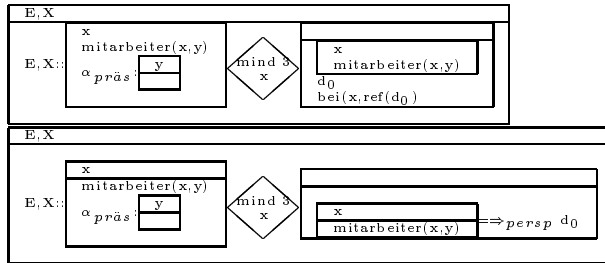 E,X
x
mitarbeiter(x,y)
E,X::
α präs:
y
mind 3
x
x
mitarbeiter(x,y)
d0
bei(x,ref(d0)
E,X
x
mitarbeiter(x,y)
E,X::
α präs:
y
mind 3
x
x
mitarbeiter(x,y)
⇒persp d0